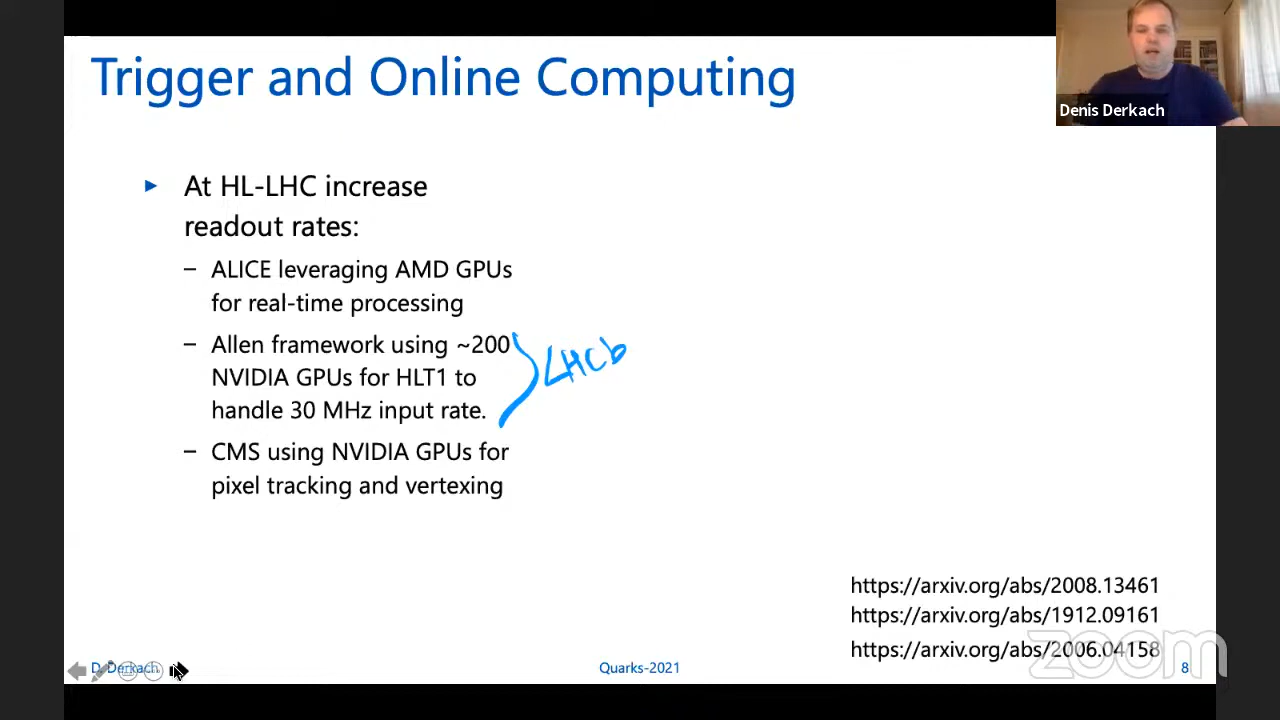 Trigger and Online Computing
Denis Derkach
► At HL-LHC increase
readout rates:
– ALICE leveraging AMD GPUs
for real-time processing
– Allen framework using ~200
NVIDIA GPUs for HLT1 to
handle 30 MHz input rate.
LHCb
– CMS using NVIDIA GPUs for
pixel tracking and vertexing
https://arxiv.org/abs/2008.13461
https://arxiv.org/abs/1912.09161
https://arxiv.org/abs/2006.04158
zoom
D. Derkach
Quarks-2021
8